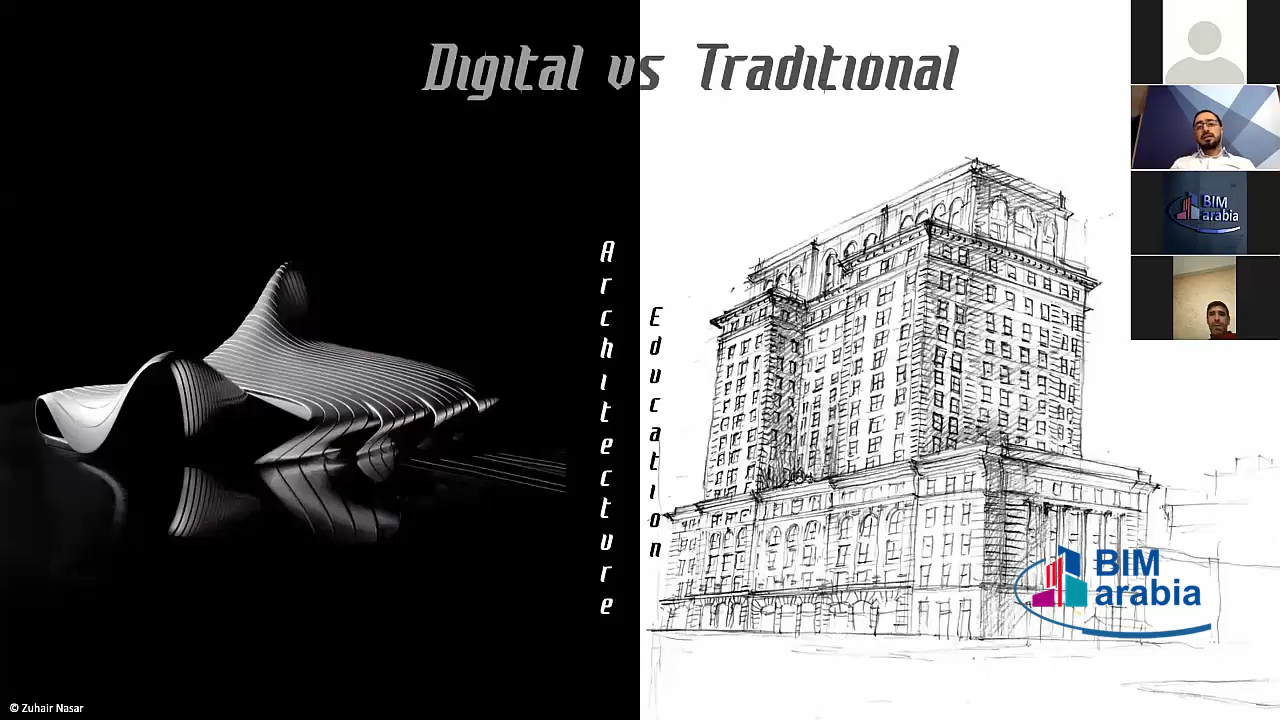 Digital vs Traditional
Architecture
Education
BIM
arabia
BIM
arabia
© Zuhair Nasar